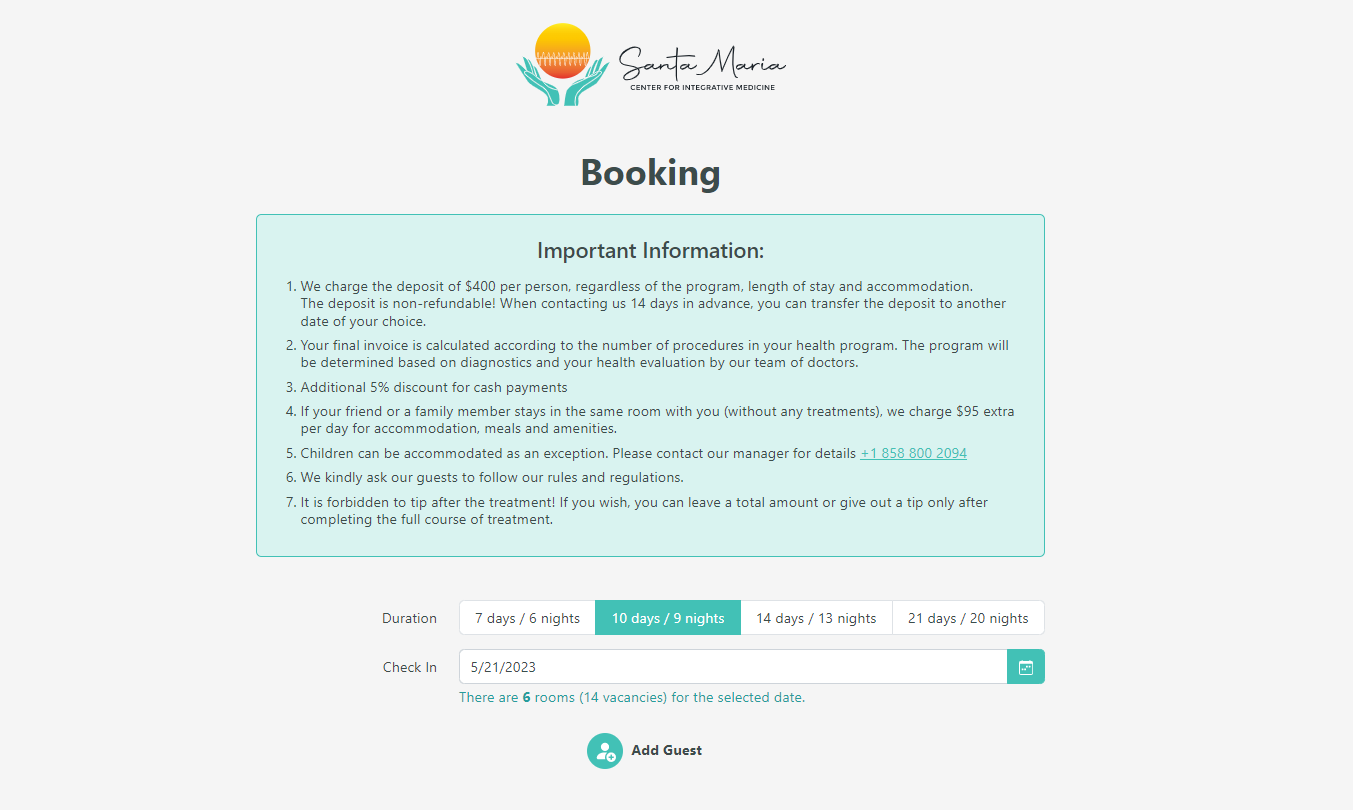 Santa Maria
CENTER FOR INTEGRATIVE MEDICINE
Booking
Important Information:
1. We charge the deposit of $400 per person, regardless of the program, length of stay and accommodation.
The deposit is non-refundable! When contacting us 14 days in advance, you can transfer the deposit to another
date of your choice.
2. Your final invoice is calculated according to the number of procedures in your health program. The program will
be determined based on diagnostics and your health evaluation by our team of doctors.
3. Additional 5% discount for cash payments
4. If your friend or a family member stays in the same room with you (without any treatments), we charge $95 extra
per day for accommodation, meals and amenities.
5. Children can be accommodated as an exception. Please contact our manager for details +1 858 800 2094
6. We kindly ask our guests to follow our rules and regulations.
7. It is forbidden to tip after the treatment! If you wish, you can leave a total amount or give out a tip only after
completing the full course of treatment.
Duration 7 days / 6 nights 10 days / 9 nights 14 days / 13 nights 21 days / 20 nights
Check In 5/21/2023
There are 6 rooms (14 vacancies) for the selected date.
Add Guest